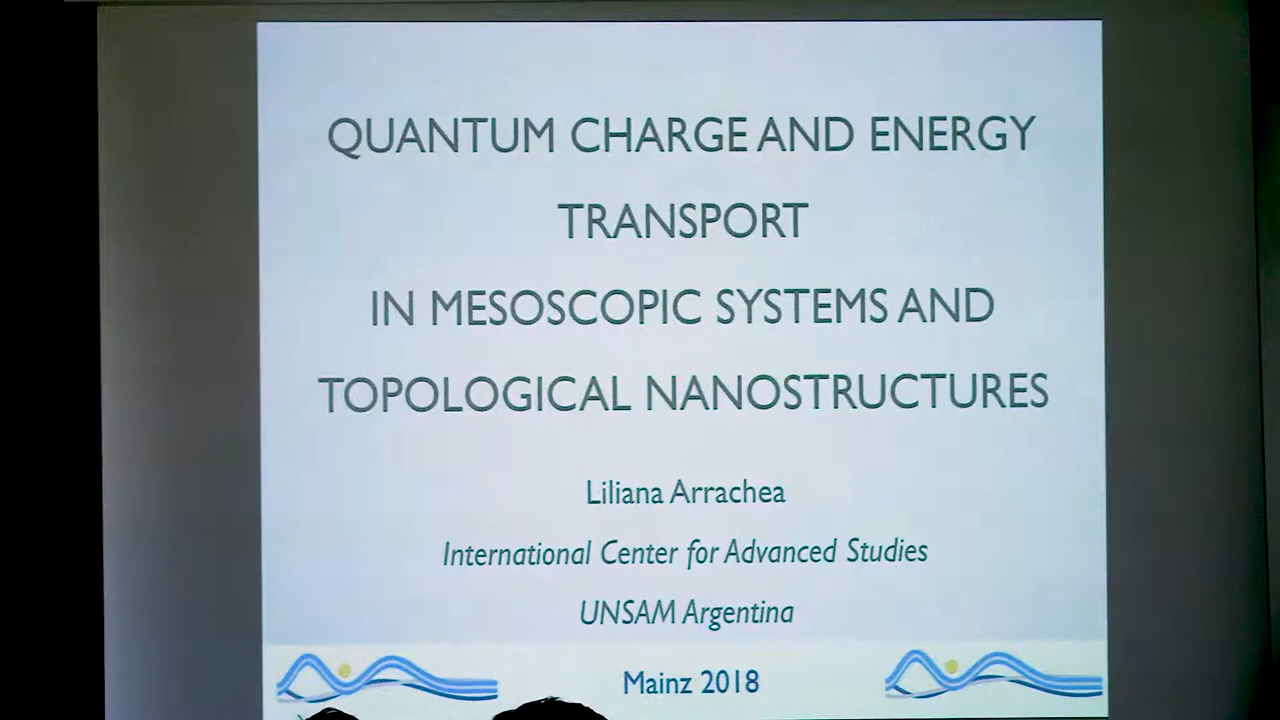 QUANTUM CHARGE AND ENERGY
TRANSPORT
IN MESOSCOPIC SYSTEMS AND
TOPOLOGICAL NANOSTRUCTURES
Liliana Arrachea
International Center for Advanced Studies
UNSAM Argentina
Mainz 2018